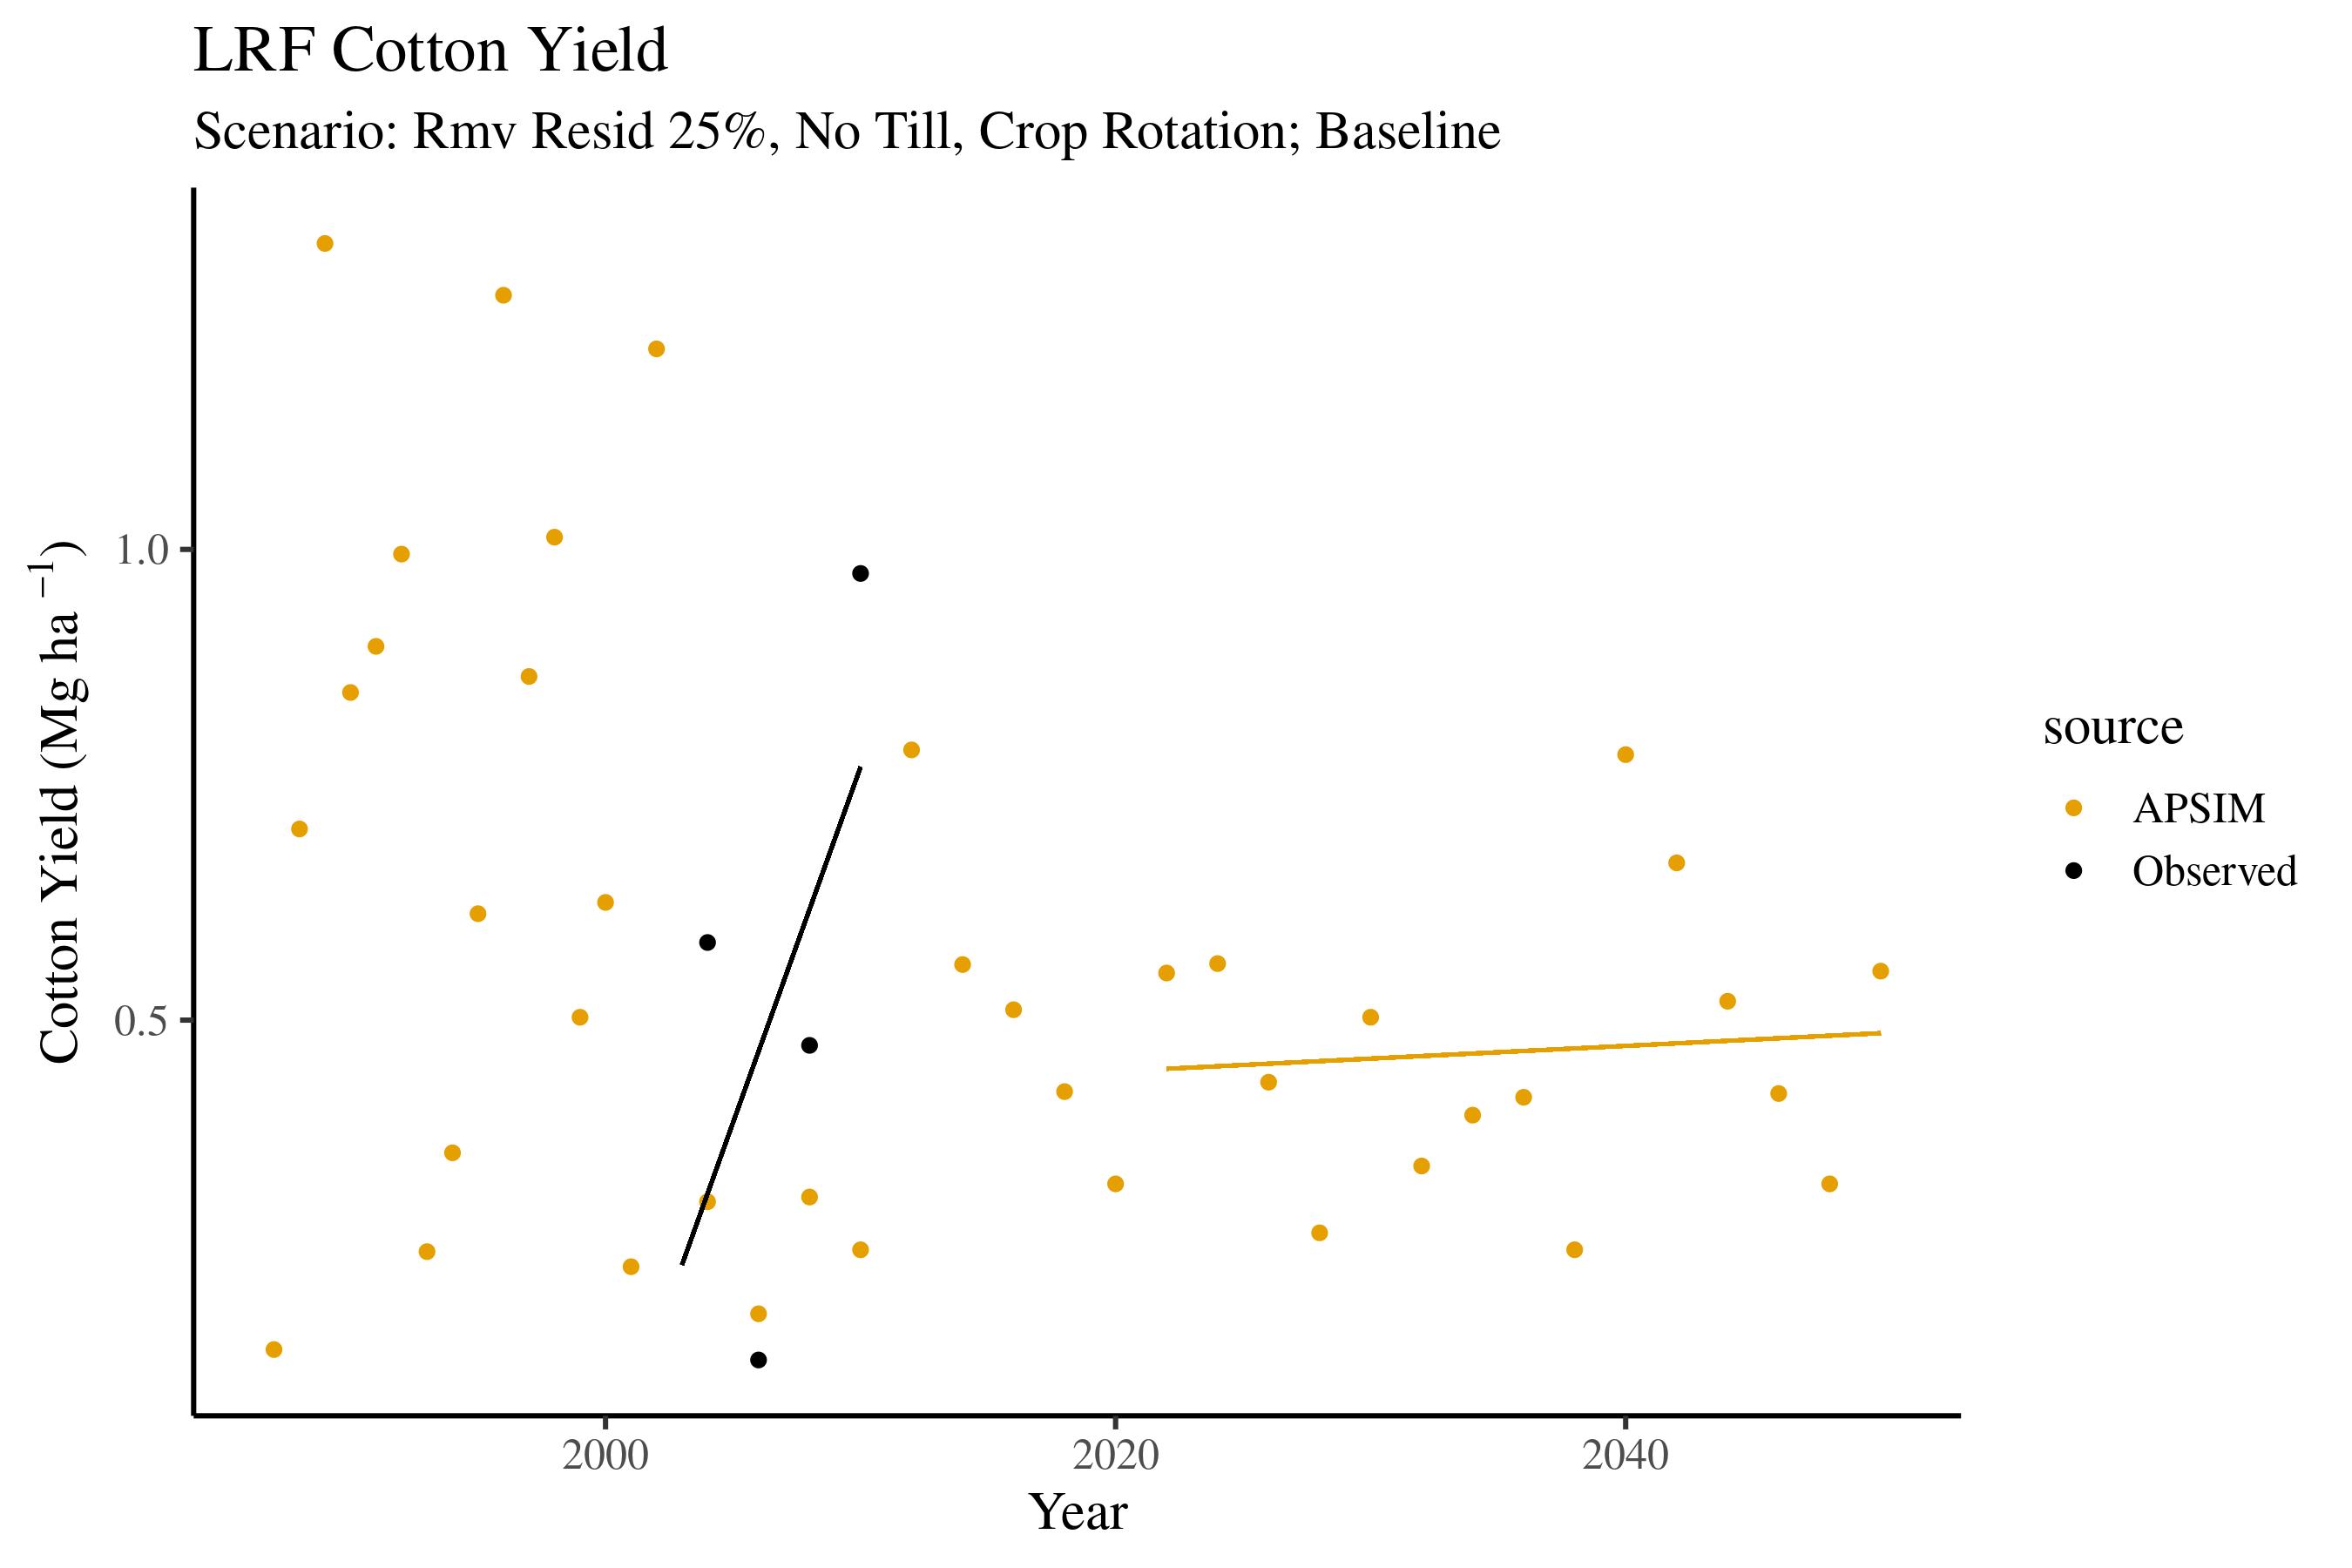 LRF Cotton Yield
Scenario: Rmv Resid 25%, No Till, Crop Rotation; Baseline
Cotton Yield (Mg ha −1)
1.0
0.5
2000
2020
2040
Year
source
APSIM
Observed